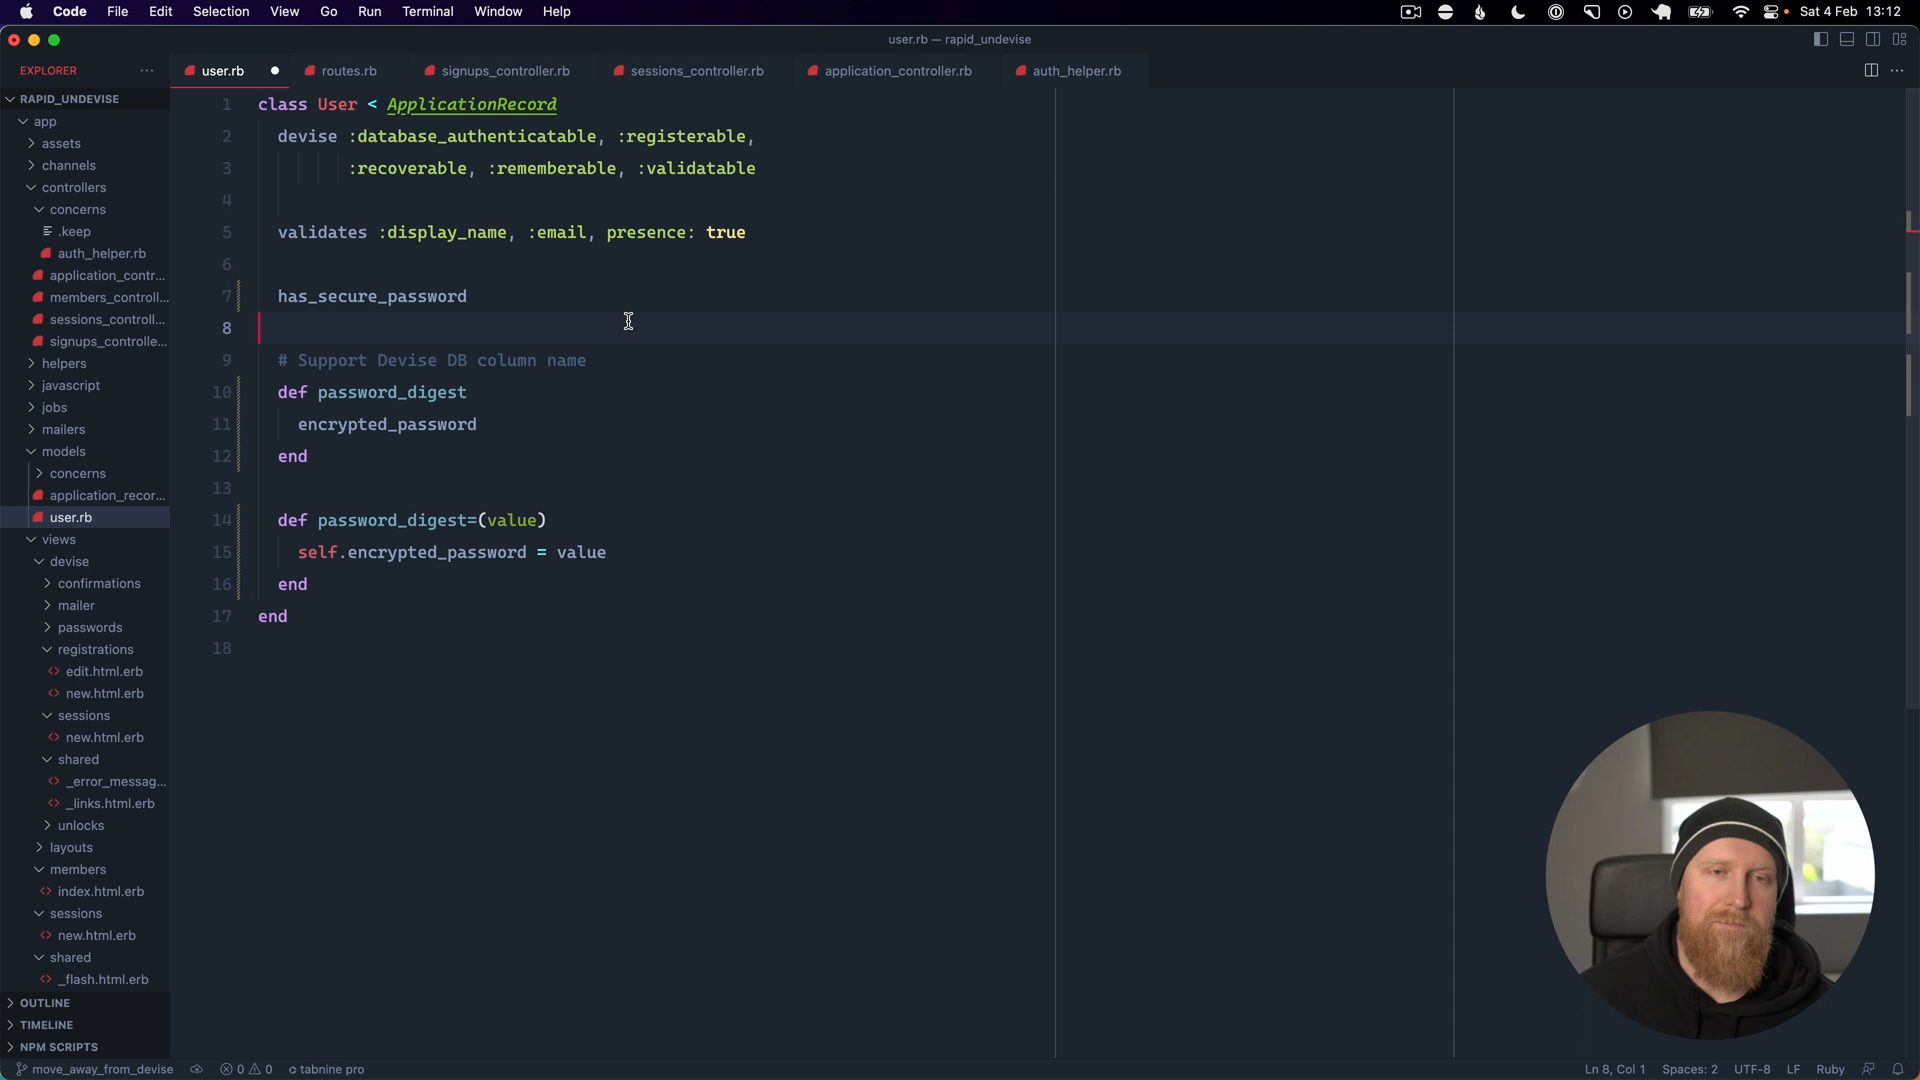 Code File Edit Selection View Go Run Terminal Window Help
Sat 4 Feb 13:12
user.rb — rapid_undevise
EXPLORER
user.rb
routes.rb
signups_controller.rb
sessions_controller.rb
application_controller.rb
auth_helper.rb
RAPID_UNDEVISE
app
assets
channels
controllers
concerns
.keep
auth_helper.rb
application_contr...
members_controll...
sessions_controll...
signups_controlle...
helpers
javascript
jobs
mailers
models
concerns
application_recor...
user.rb
views
devise
confirmations
mailer
passwords
registrations
edit.html.erb
new.html.erb
sessions
new.html.erb
shared
_error_messag...
_links.html.erb
unlocks
layouts
members
index.html.erb
sessions
new.html.erb
shared
_flash.html.erb
OUTLINE
TIMELINE
NPM SCRIPTS
1 class User < ApplicationRecord
2 devise :database_authenticatable, :registerable,
3 :recoverable, :rememberable, :validatable
4
5 validates :display_name, :email, presence: true
6
7 has_secure_password
8
9 # Support Devise DB column name
10 def password_digest
11 encrypted_password
12 end
13
14 def password_digest=(value)
15 self.encrypted_password = value
16 end
17 end
18
move_away_from_devise 0 0 tabnine pro
Ln 8, Col 1 Spaces: 2 UTF-8 LF Ruby